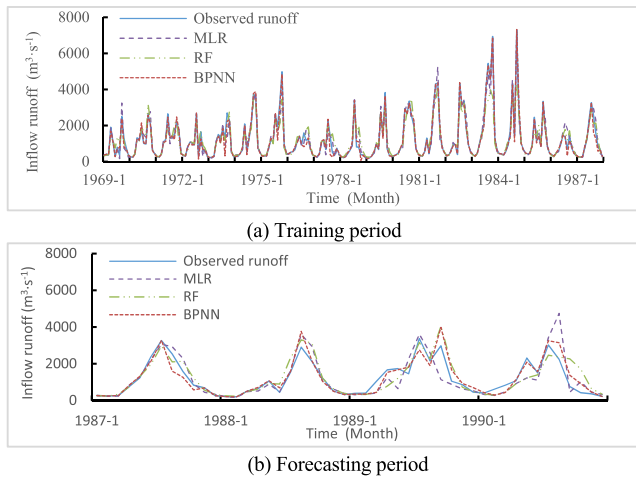 8000
6000
4000
2000
0
Inflow runoff (m³·s⁻¹)
Observed runoff
MLR
RF
BPNN
1969-1 1972-1 1975-1 1978-1 1981-1 1984-1 1987-1
Time (Month)
(a) Training period
8000
6000
4000
2000
0
Inflow runoff (m³·s⁻¹)
Observed runoff
MLR
RF
BPNN
1987-1 1988-1 1989-1 1990-1
Time (Month)
(b) Forecasting period